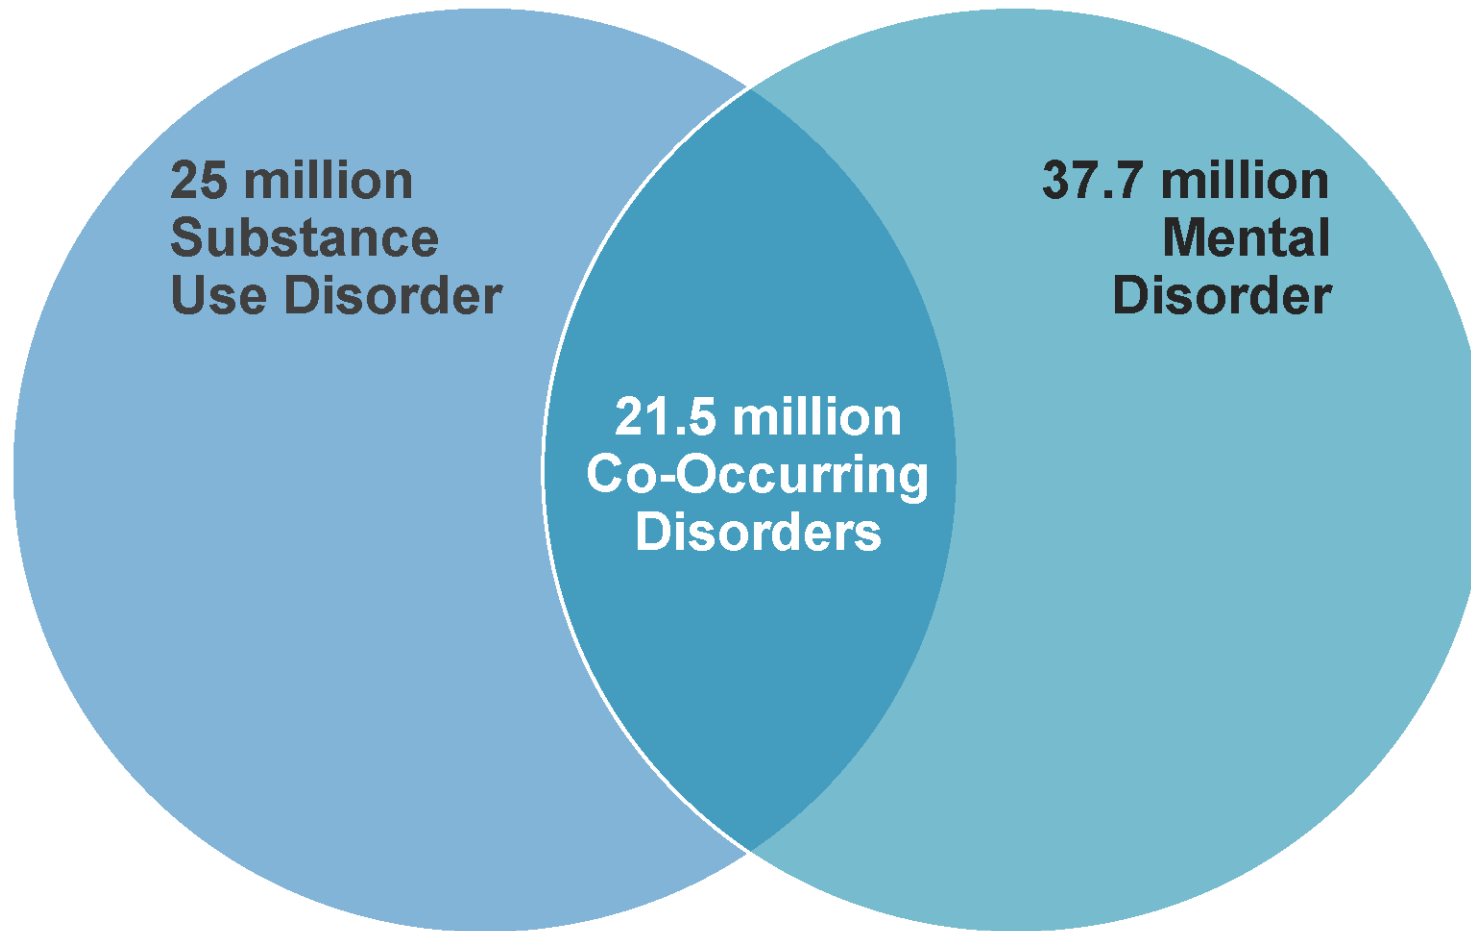 25 million
Substance
Use Disorder
37.7 million
Mental
Disorder
21.5 million
Co-Occurring
Disorders